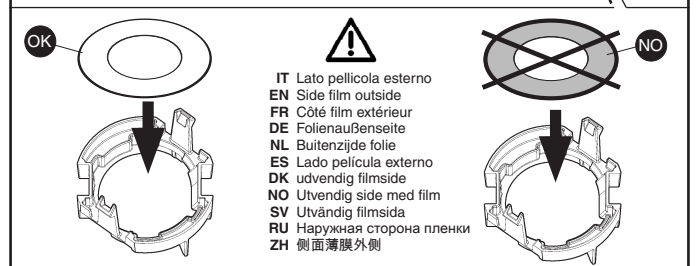 OK
NO
IT Lato pellicola esterno
EN Side film outside
FR Côté film extérieur
DE Folienaußenseite
NL Buitenzijde folie
ES Lado película externo
DK udvendig filmside
NO Utvendig side med film
SV Utvändig filmsida
RU Наружная сторона пленки
ZH 侧面薄膜外侧